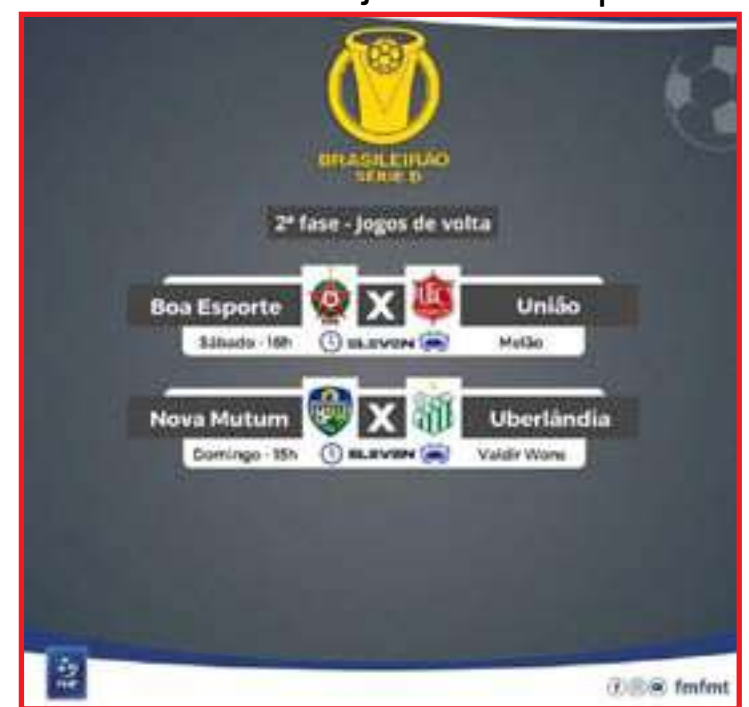 BRASILEIRÃO
SÉRIE D
2ª fase - Jogos de volta
Boa Esporte X União
Sábado - 16h ELEVEN Melão
Nova Mutum X Uberlândia
Domingo - 15h ELEVEN Valdir Wons
FMF
fmfmt